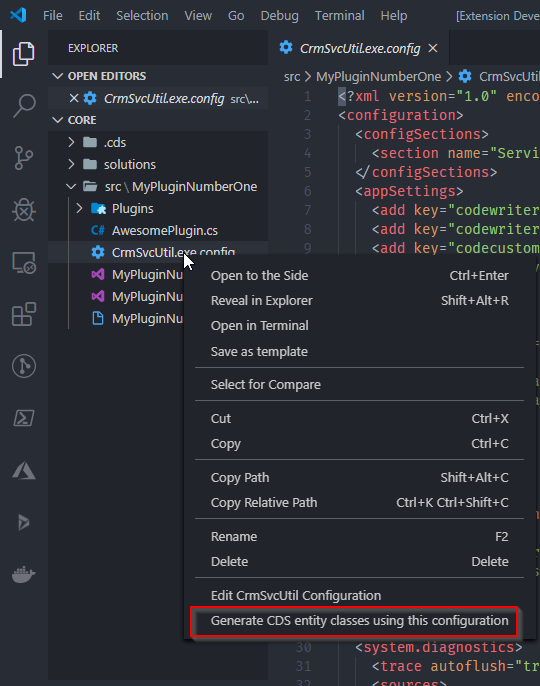 File Edit Selection View Go Debug Terminal Help [Extension Deve
EXPLORER
OPEN EDITORS
CrmSvcUtil.exe.config src\...
CORE
.cds
solutions
src \ MyPluginNumberOne
Plugins
C# AwesomePlugin.cs
CrmSvcUtil.exe.config
MyPluginNu
MyPluginNu
MyPluginNu
CrmSvcUtil.exe.config
src > MyPluginNumberOne > CrmSvcUt
1 <?xml version="1.0" enco
2 <configuration>
3 <configSections>
4 <section name="Servi
5 </configSections>
6 <appSettings>
7 <add key="codewriter
8 <add key="codewriter
9 <add key="codecustom
Open to the Side Ctrl+Enter
Reveal in Explorer Shift+Alt+R
Open in Terminal
Save as template
Select for Compare
Cut Ctrl+X
Copy Ctrl+C
Copy Path Shift+Alt+C
Copy Relative Path Ctrl+K Ctrl+Shift+C
Rename F2
Delete Delete
Edit CrmSvcUtil Configuration
Generate CDS entity classes using this configuration
30 <system.diagnostics>
31 <trace autoflush="tr
32 <sources>